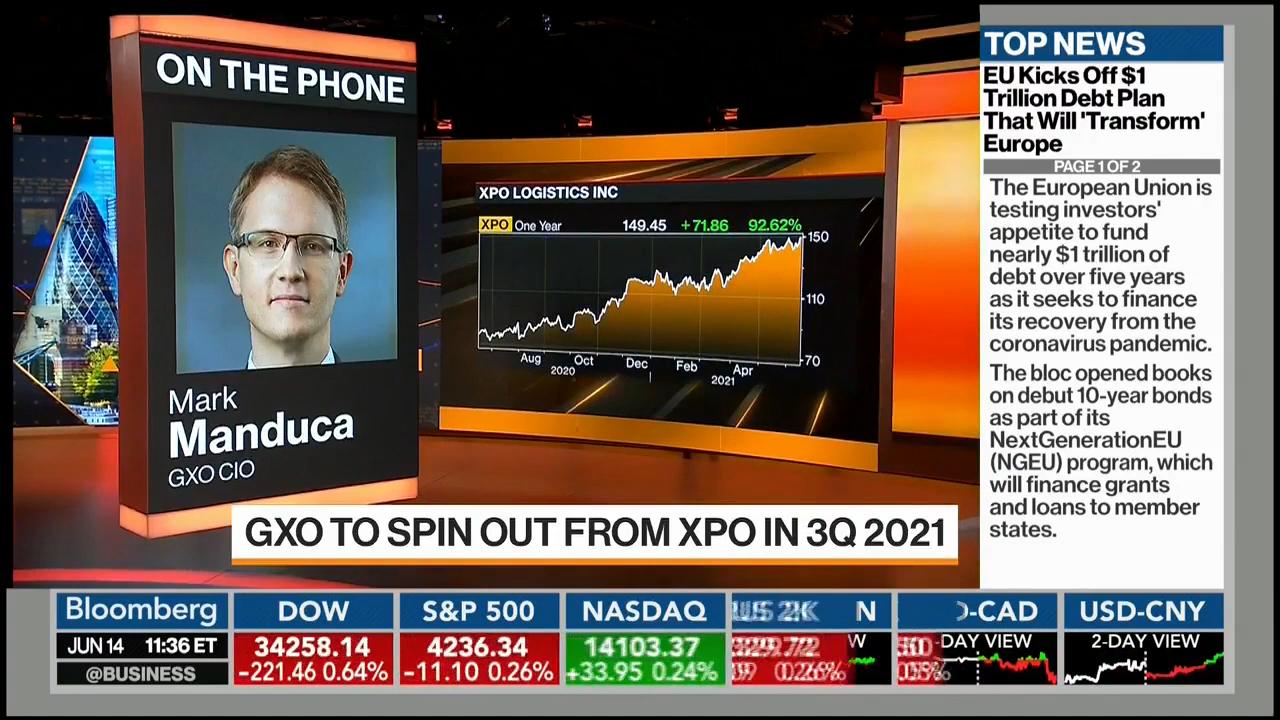 ON THE PHONE
Mark
Manduca
GXO CIO
XPO LOGISTICS INC
XPO One Year 149.45 +71.86 92.62%
150
110
70
Aug Oct Dec Feb Apr
2020 2021
GXO TO SPIN OUT FROM XPO IN 3Q 2021
TOP NEWS
EU Kicks Off $1
Trillion Debt Plan
That Will 'Transform'
Europe
PAGE 1 OF 2
The European Union is
testing investors'
appetite to fund
nearly $1 trillion of
debt over five years
as it seeks to finance
its recovery from the
coronavirus pandemic.
The bloc opened books
on debut 10-year bonds
as part of its
NextGenerationEU
(NGEU) program, which
will finance grants
and loans to member
states.
Bloomberg
JUN 14 11:36 ET
@BUSINESS
DOW
34258.14
-221.46 0.64%
S&P 500
4236.34
-11.10 0.26%
NASDAQ
14103.37
+33.95 0.24%
-CAD
-DAY VIEW
USD-CNY
2-DAY VIEW